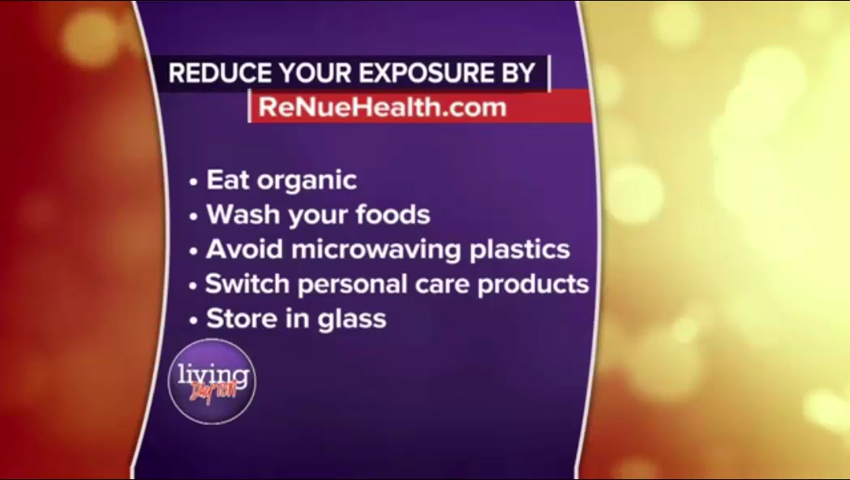 REDUCE YOUR EXPOSURE BY
ReNueHealth.com
• Eat organic
• Wash your foods
• Avoid microwaving plastics
• Switch personal care products
• Store in glass
living
DAYTON